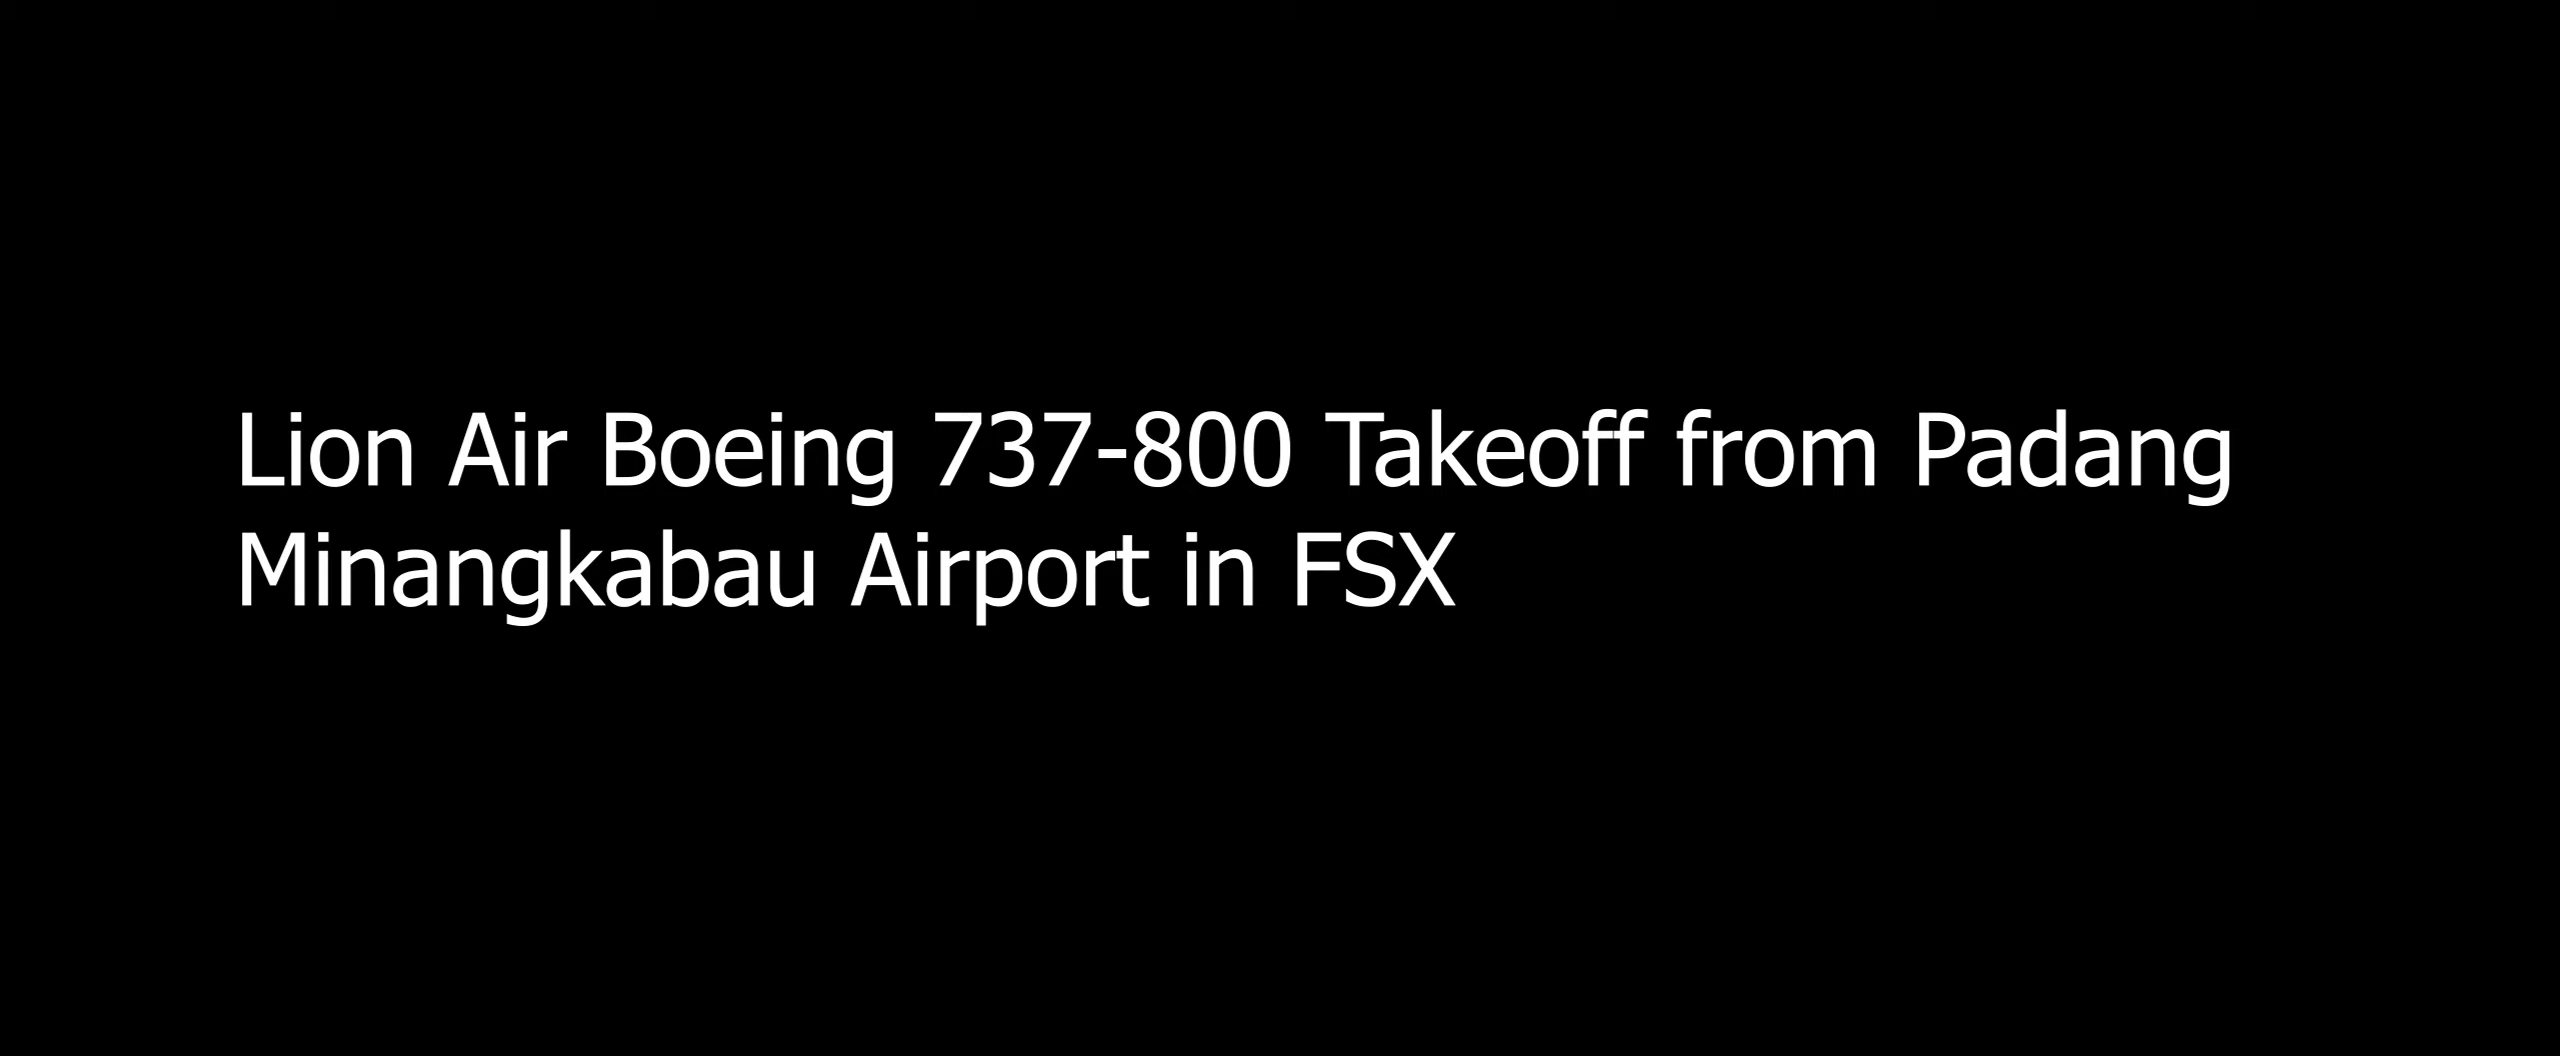 Lion Air Boeing 737-800 Takeoff from Padang
Minangkabau Airport in FSX